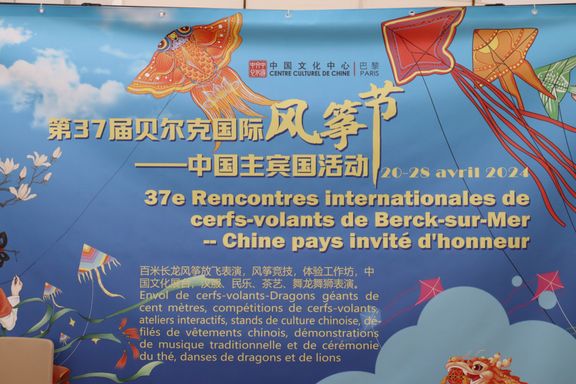 中国文化中心 巴黎
CENTRE CULTUREL DE CHINE PARIS
第37届贝尔克国际风筝节
——中国主宾国活动
20-28 avril 2024
37e Rencontres internationales de
cerfs-volants de Berck-sur-Mer
-- Chine pays invité d'honneur
百米长龙风筝放飞表演，风筝竞技，体验工作坊，中
国文化展台，汉服、民乐、茶艺、舞龙舞狮表演。
Envol de cerfs-volants-Dragons géants de
cent mètres, compétitions de cerfs-volants,
ateliers interactifs, stands de culture chinoise, dé-
filés de vêtements chinois, démonstrations
de musique traditionnelle et de cérémonie
du thé, danses de dragons et de lions